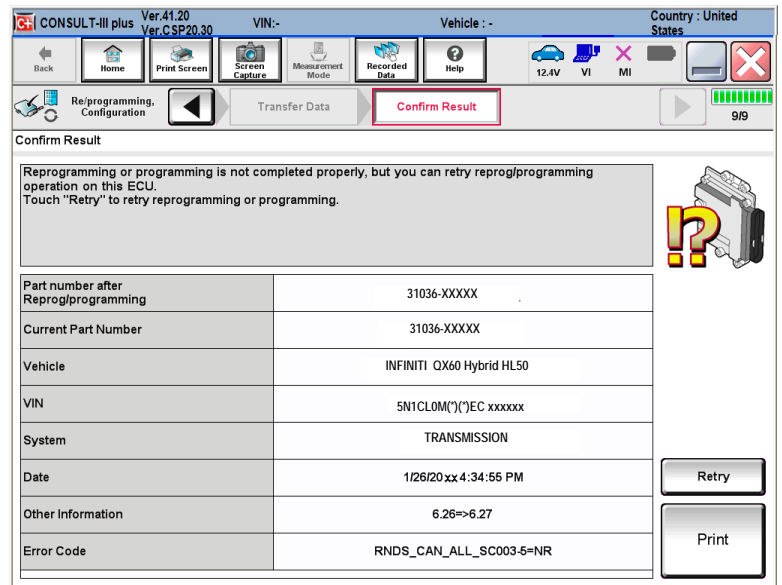 CONSULT-III plus
Ver.41.20
Ver.CSP20.30
VIN:-
Vehicle : -
Country : United
States
Back
Home
Print Screen
Screen
Capture
Measurement
Mode
Recorded
Data
Help
12.4V
VI
MI
Re/programming,
Configuration
Transfer Data
Confirm Result
9/9
Confirm Result
Reprogramming or programming is not completed properly, but you can retry reprog/programming
operation on this ECU.
Touch "Retry" to retry reprogramming or programming.
!?
Part number after
Reprog/programming
31036-XXXXX .
Current Part Number
31036-XXXXX
Vehicle
INFINITI QX60 Hybrid HL50
VIN
5N1CL0M(*)(*)EC xxxxxx
System
TRANSMISSION
Date
1/26/20 xx 4:34:55 PM
Other Information
6.26=>6.27
Error Code
RNDS_CAN_ALL_SC003-5=NR
Retry
Print